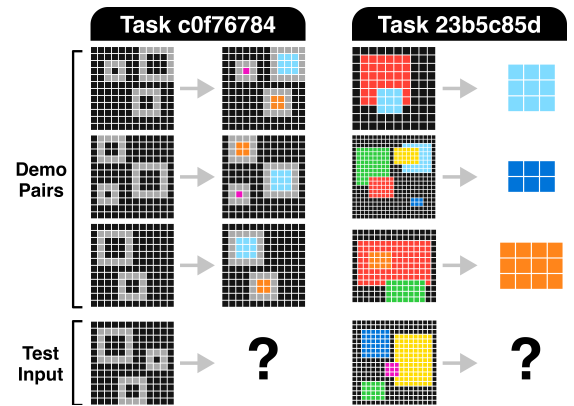 Task c0f76784
Task 23b5c85d
Demo
Pairs
Test
Input
?
?